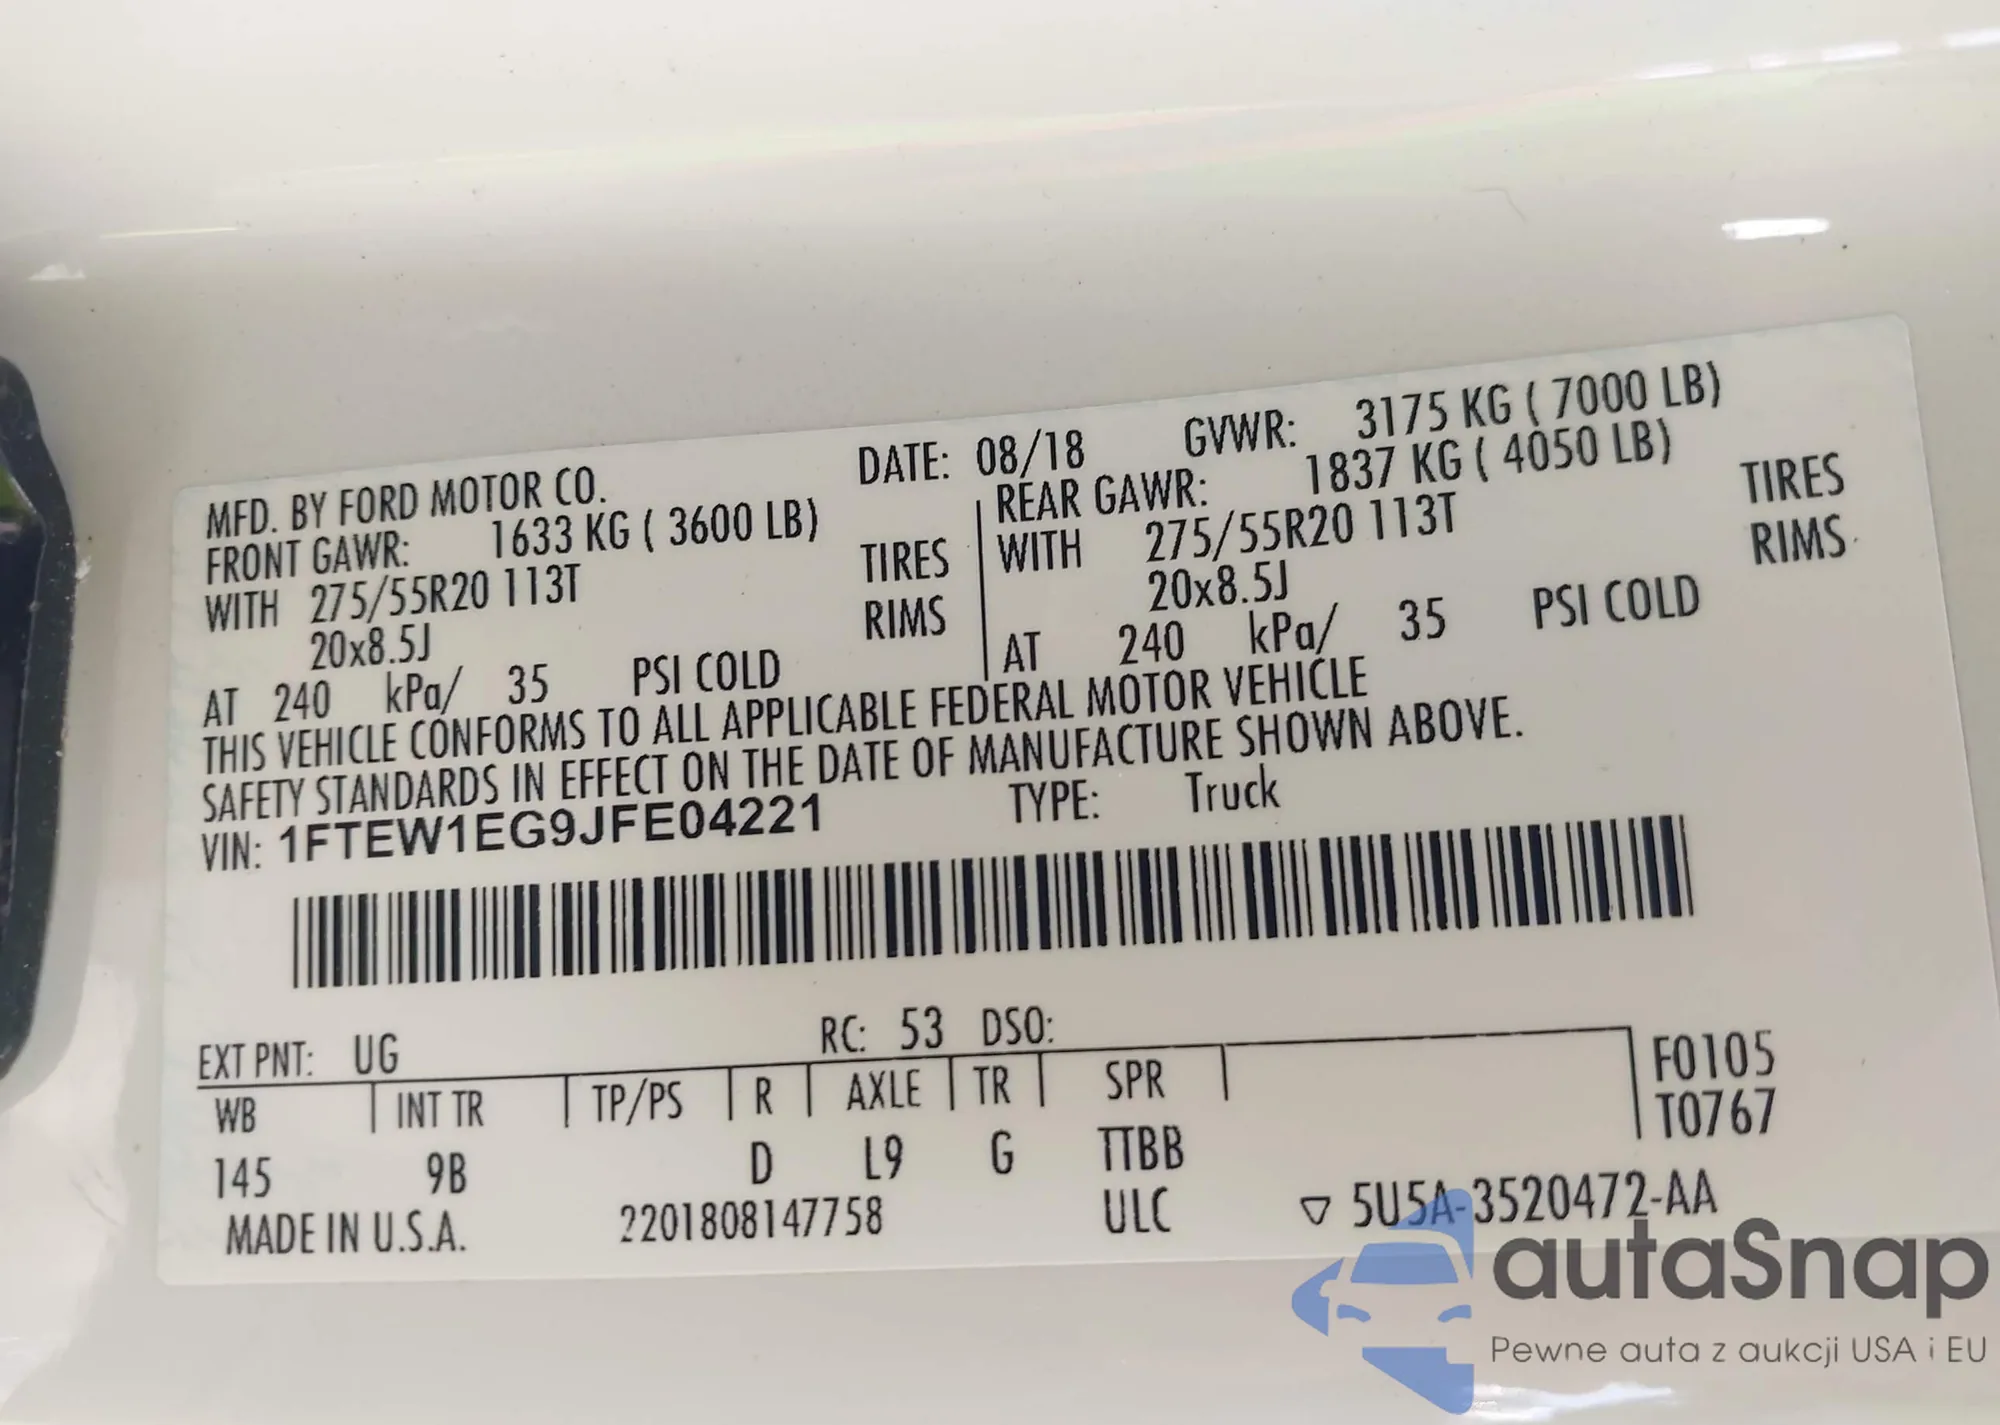 MFD. BY FORD MOTOR CO. DATE: 08/18 GVWR: 3175 KG ( 7000 LB)
FRONT GAWR: 1633 KG ( 3600 LB)
WITH 275/55R20 113T TIRES
20x8.5J RIMS
AT 240 kPa/ 35 PSI COLD
REAR GAWR: 1837 KG ( 4050 LB)
WITH 275/55R20 113T TIRES
20x8.5J RIMS
AT 240 kPa/ 35 PSI COLD
THIS VEHICLE CONFORMS TO ALL APPLICABLE FEDERAL MOTOR VEHICLE
SAFETY STANDARDS IN EFFECT ON THE DATE OF MANUFACTURE SHOWN ABOVE.
VIN: 1FTEW1EG9JFE04221 TYPE: Truck
EXT PNT: UG RC: 53 DSO:
WB INT TR TP/PS R AXLE TR SPR F0105
T0767
145 9B D L9 G TTBB
MADE IN U.S.A. 2201808147758 ULC ▽ 5U5A-3520472-AA
autaSnap
Pewne auta z aukcji USA i EU